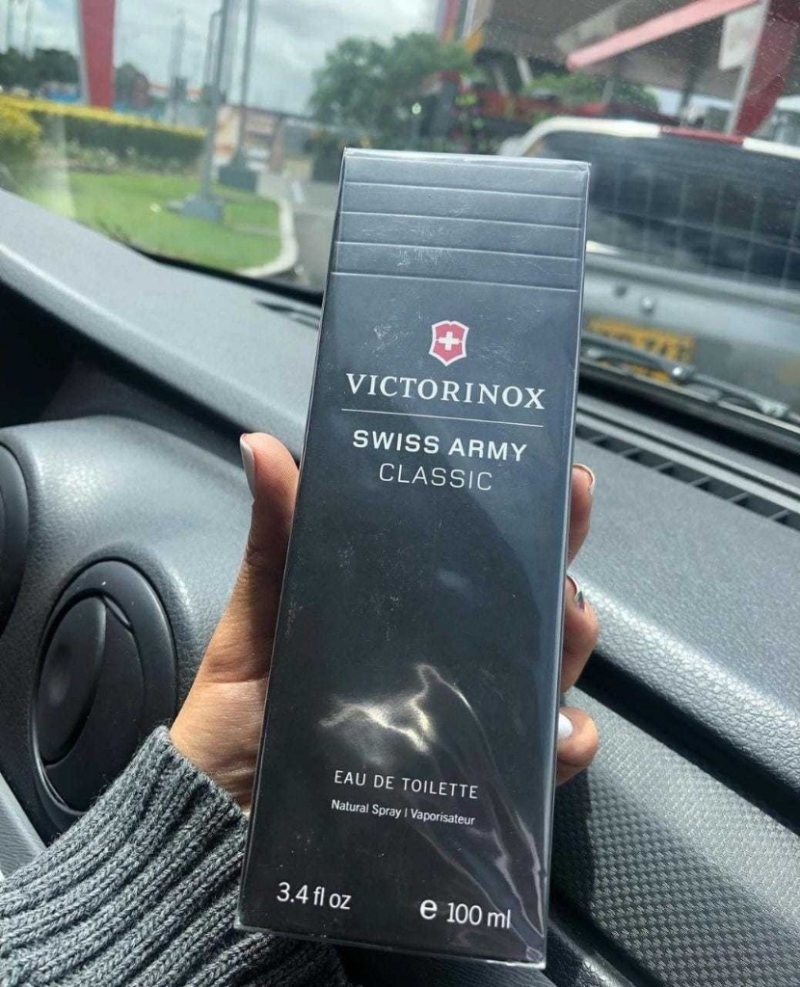 VICTORINOX
SWISS ARMY
CLASSIC
EAU DE TOILETTE
Natural Spray | Vaporisateur
3.4 fl oz
e 100 ml